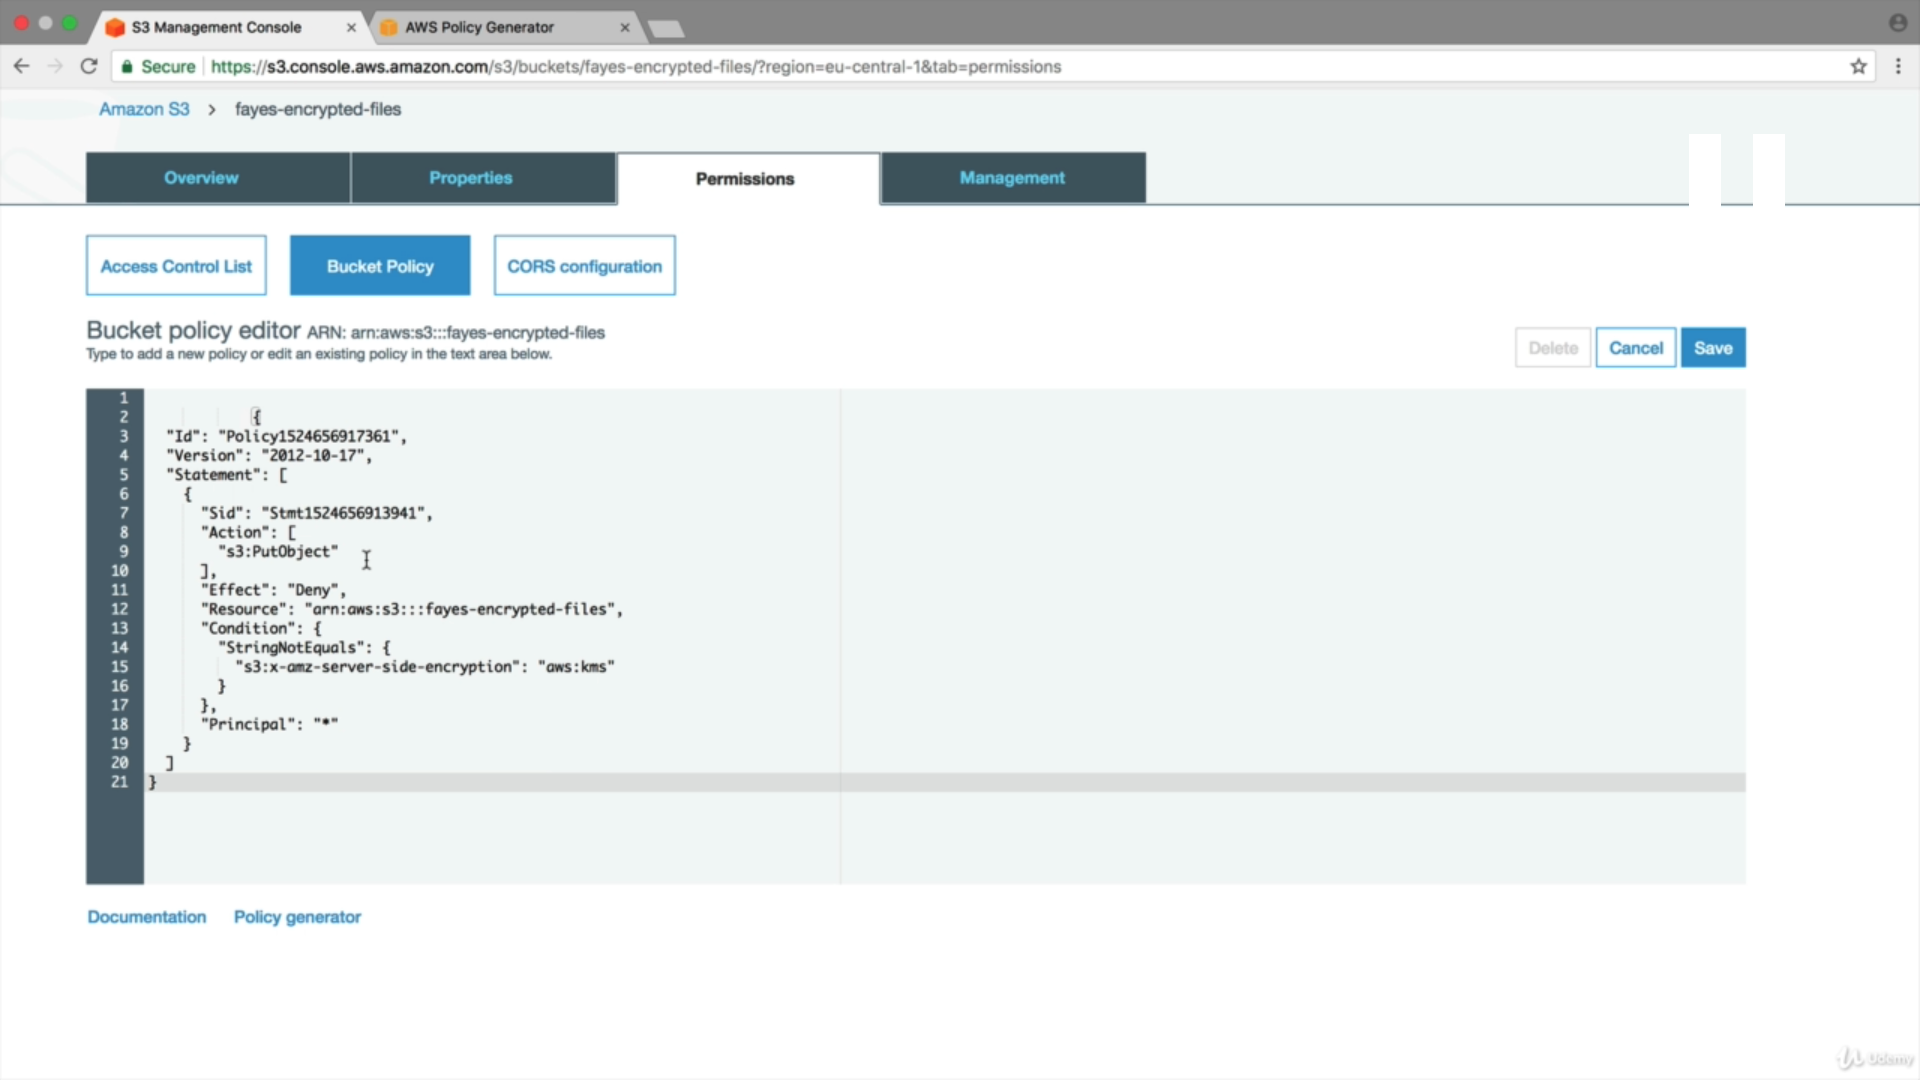 S3 Management Console
AWS Policy Generator
Secure https://s3.console.aws.amazon.com/s3/buckets/fayes-encrypted-files/?region=eu-central-1&tab=permissions
Amazon S3 > fayes-encrypted-files
Overview
Properties
Permissions
Management
Access Control List
Bucket Policy
CORS configuration
Bucket policy editor ARN: arn:aws:s3:::fayes-encrypted-files
Type to add a new policy or edit an existing policy in the text area below.
Delete
Cancel
Save
1
2 {
3 "Id": "Policy1524656917361",
4 "Version": "2012-10-17",
5 "Statement": [
6 {
7 "Sid": "Stmt1524656913941",
8 "Action": [
9 "s3:PutObject"
10 ],
11 "Effect": "Deny",
12 "Resource": "arn:aws:s3:::fayes-encrypted-files",
13 "Condition": {
14 "StringNotEquals": {
15 "s3:x-amz-server-side-encryption": "aws:kms"
16 }
17 },
18 "Principal": "*"
19 }
20 ]
21 }
Documentation
Policy generator
Udemy